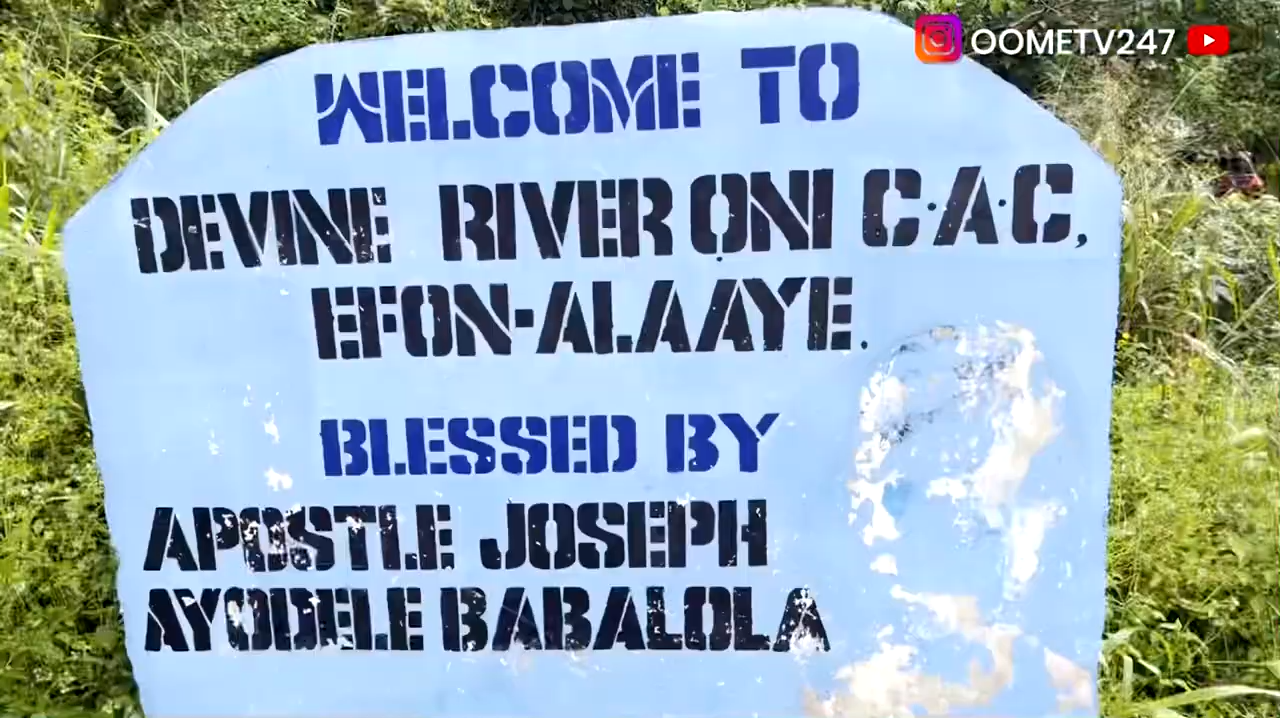 OOMETV247
WELCOME TO
DEVINE RIVER ONI C.A.C,
EFON-ALAAYE.
BLESSED BY
APOSTLE JOSEPH
AYODELE BABALOLA